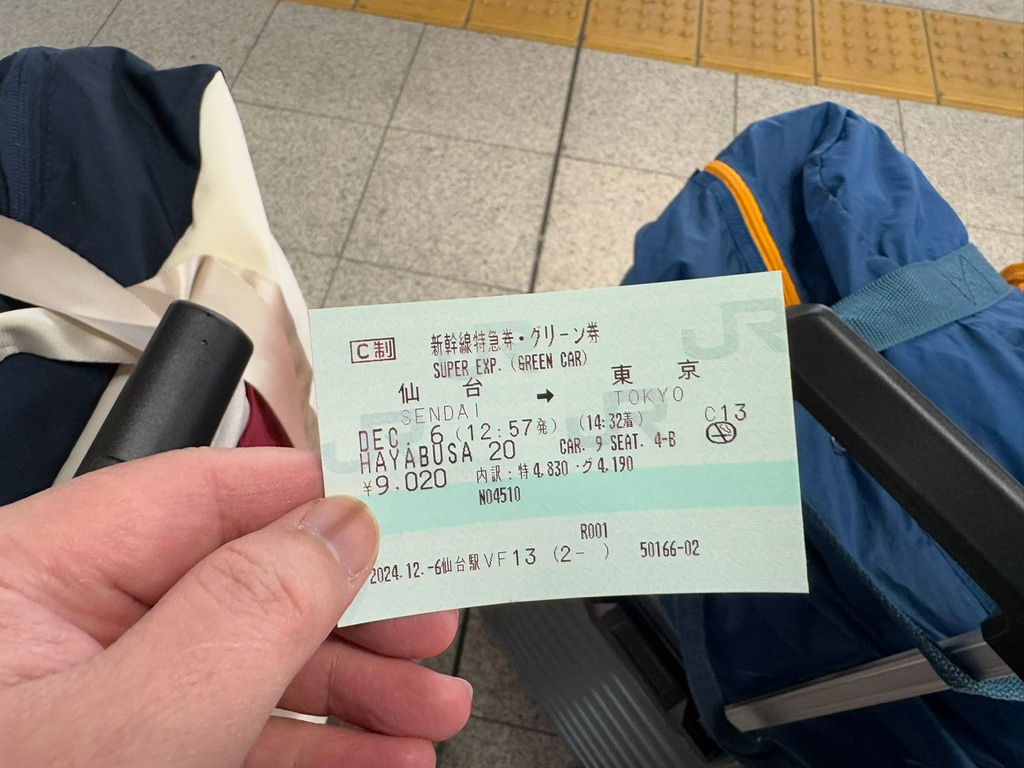 C制 新幹線特急券・グリーン券
SUPER EXP. (GREEN CAR)
仙台 ➡ 東京
SENDAI TOKYO
DEC. 6 (12:57発) (14:32着) C13
HAYABUSA 20 CAR. 9 SEAT. 4-B
¥9,020 内訳:特4,830・グ4,190
N04510
R001
2024.12.-6仙台駅VF13 (2- ) 50166-02
JR
JR